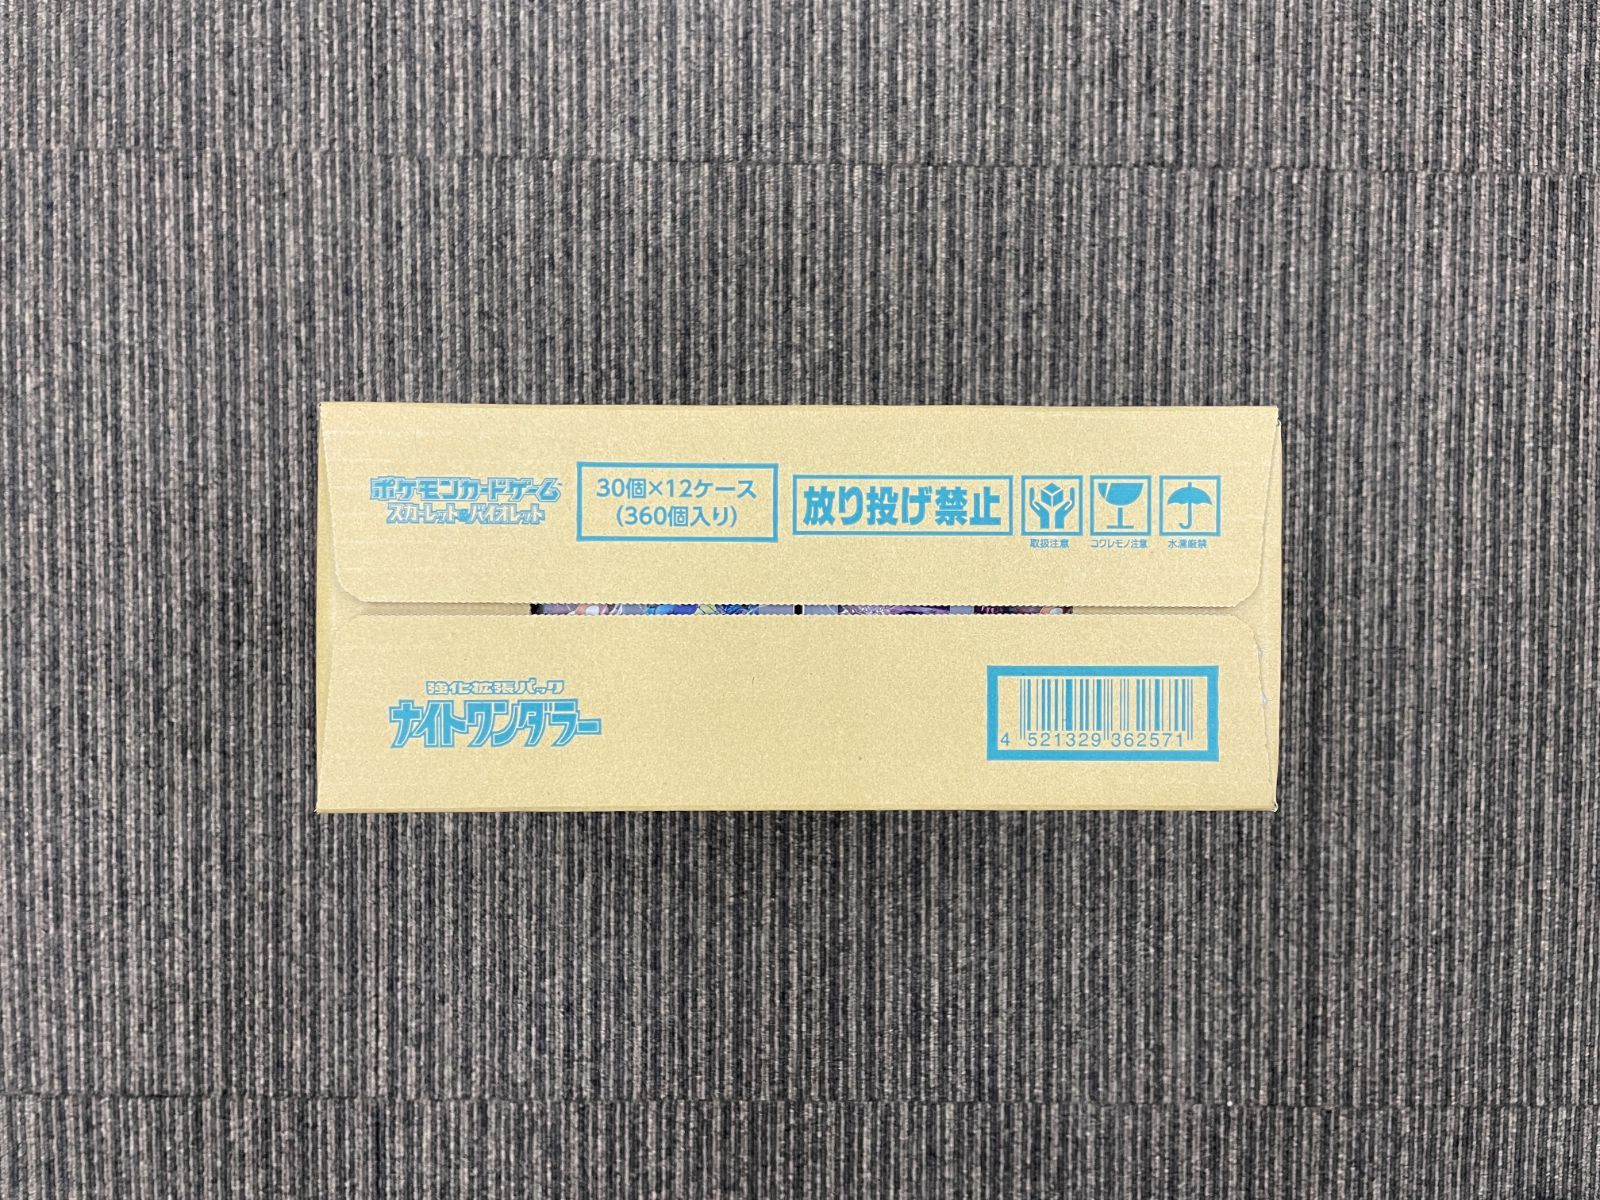 ポケモンカードゲーム
スカーレット&バイオレット
30個×12ケース
(360個入り)
放り投げ禁止
取扱注意
コワレモノ注意
水濡厳禁
強化拡張パック
ナイトワンダラー
4 521329 362571